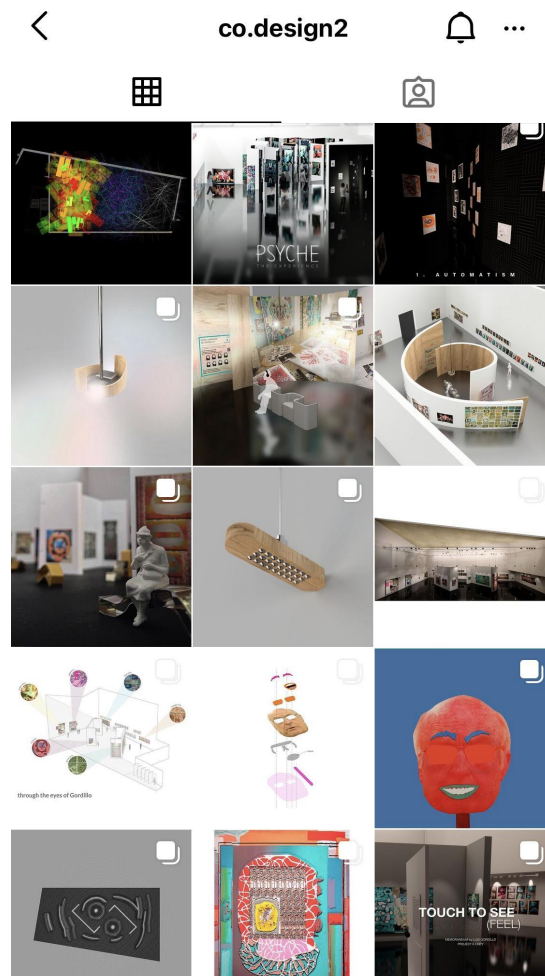 co.design2
PSYCHE
THE EXPERIENCE
1. AUTOMATISM
through the eyes of Gordillo
TOUCH TO SEE
(FEEL)